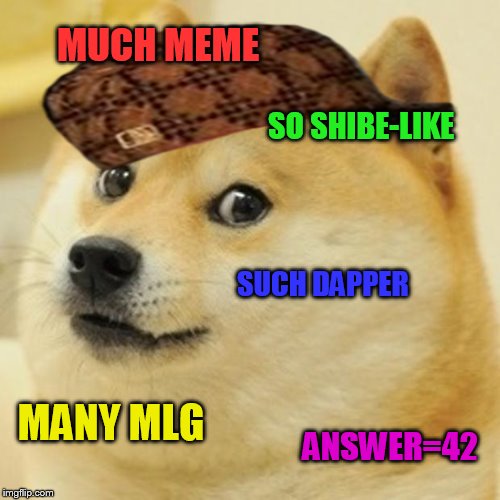 MUCH MEME
SO SHIBE-LIKE
SUCH DAPPER
MANY MLG
ANSWER=42
imgflip.com